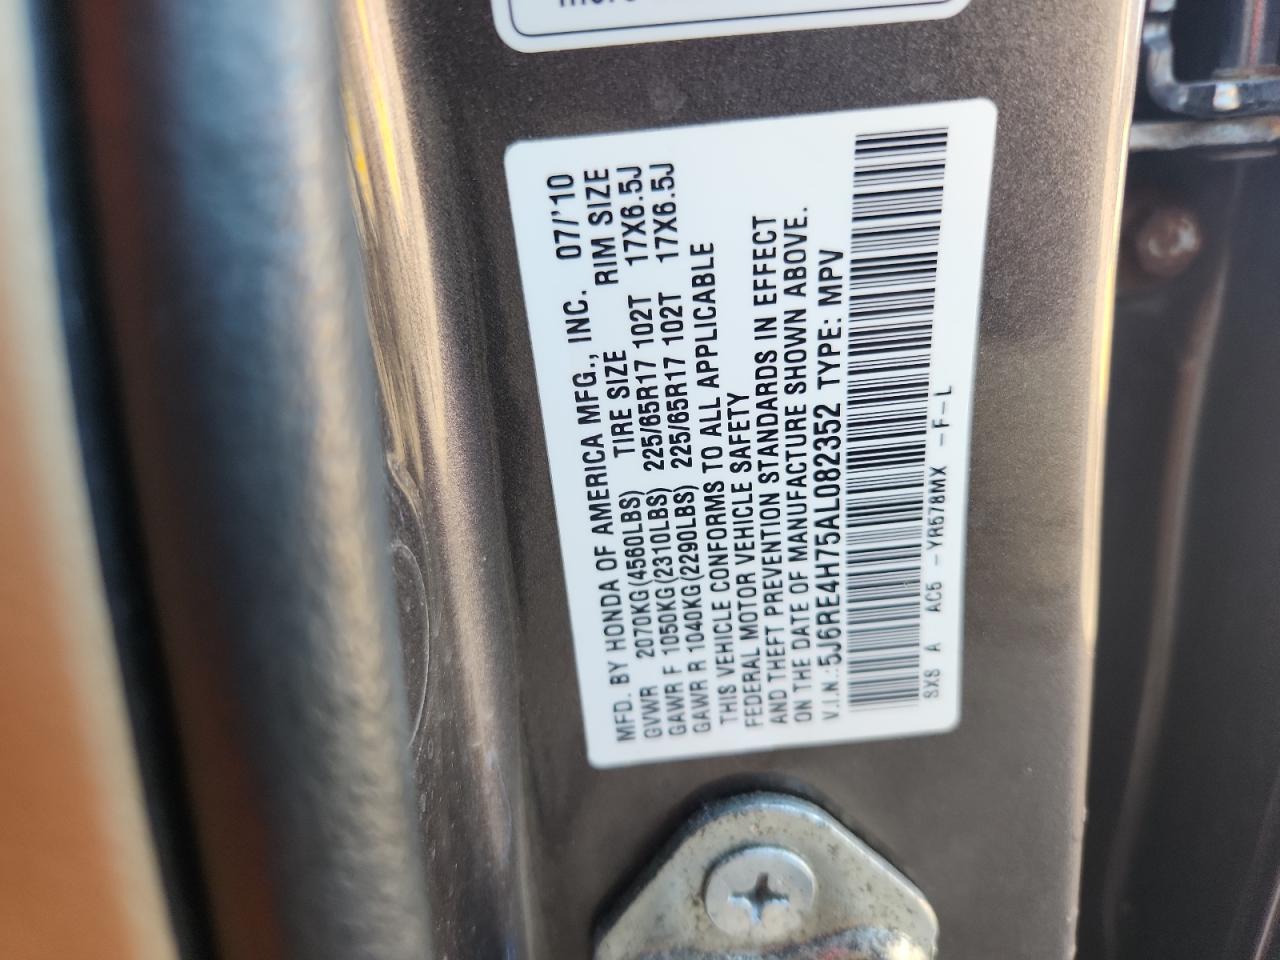 MFD. BY HONDA OF AMERICA MFG., INC. 07/'10
GVWR 2070KG(4560LBS) TIRE SIZE RIM SIZE
GAWR F 1050KG(2310LBS) 225/65R17 102T 17X6.5J
GAWR R 1040KG(2290LBS) 225/65R17 102T 17X6.5J
THIS VEHICLE CONFORMS TO ALL APPLICABLE
FEDERAL MOTOR VEHICLE SAFETY
AND THEFT PREVENTION STANDARDS IN EFFECT
ON THE DATE OF MANUFACTURE SHOWN ABOVE.
V.I.N.:5J6RE4H75AL082352 TYPE: MPV
SXS A AC5 -YR578MX -F-L